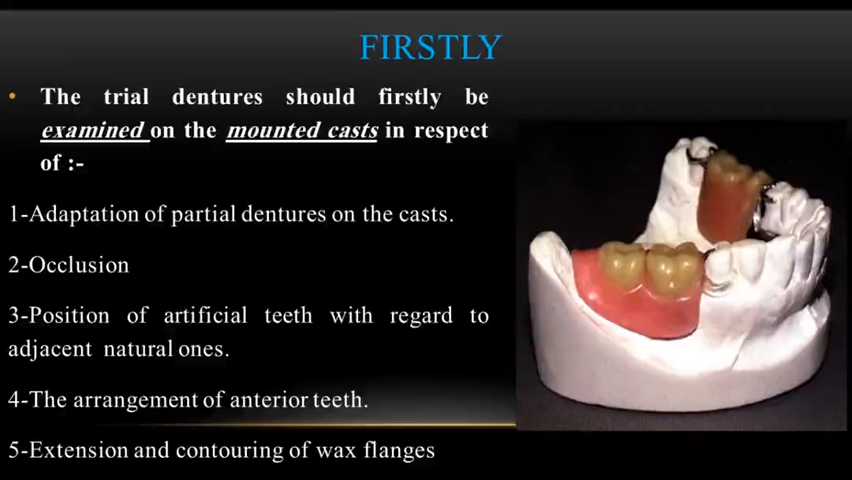 FIRSTLY
• The trial dentures should firstly be
examined on the mounted casts in respect
of :-
1-Adaptation of partial dentures on the casts.
2-Occlusion
3-Position of artificial teeth with regard to
adjacent natural ones.
4-The arrangement of anterior teeth.
5-Extension and contouring of wax flanges